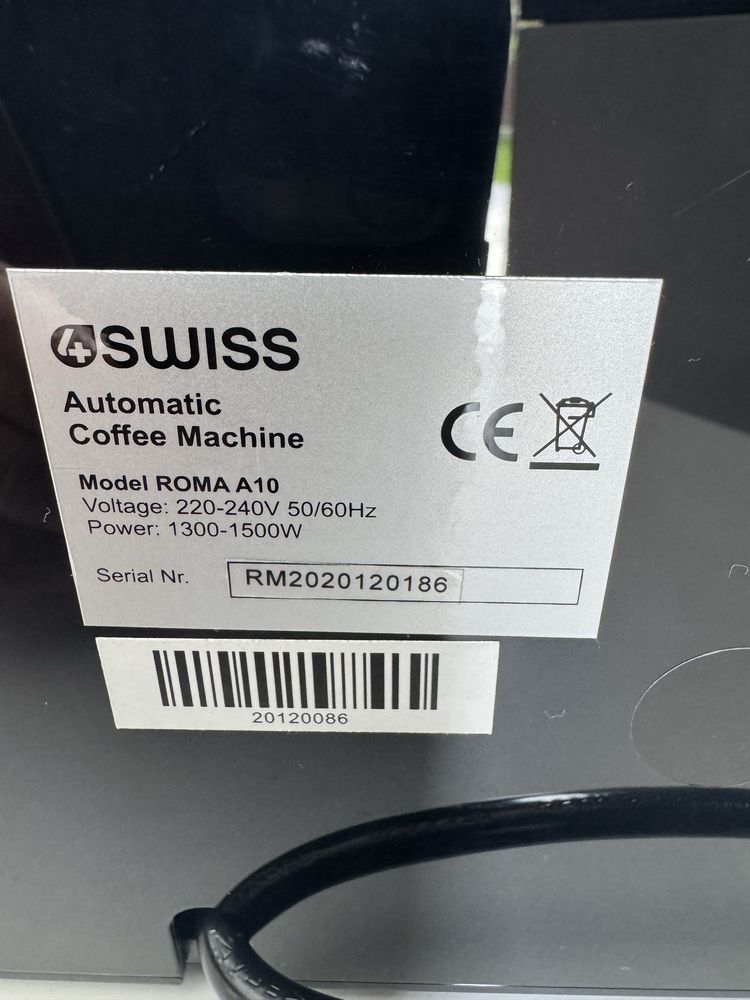 4SWISS
Automatic
Coffee Machine
Model ROMA A10
Voltage: 220-240V 50/60Hz
Power: 1300-1500W
CE
Serial Nr. RM2020120186
20120086